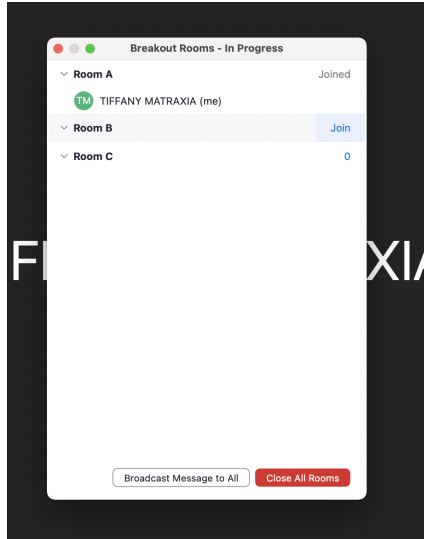 Breakout Rooms - In Progress
Room A Joined
TM TIFFANY MATRAXIA (me)
Room B Join
Room C 0
Broadcast Message to All Close All Rooms